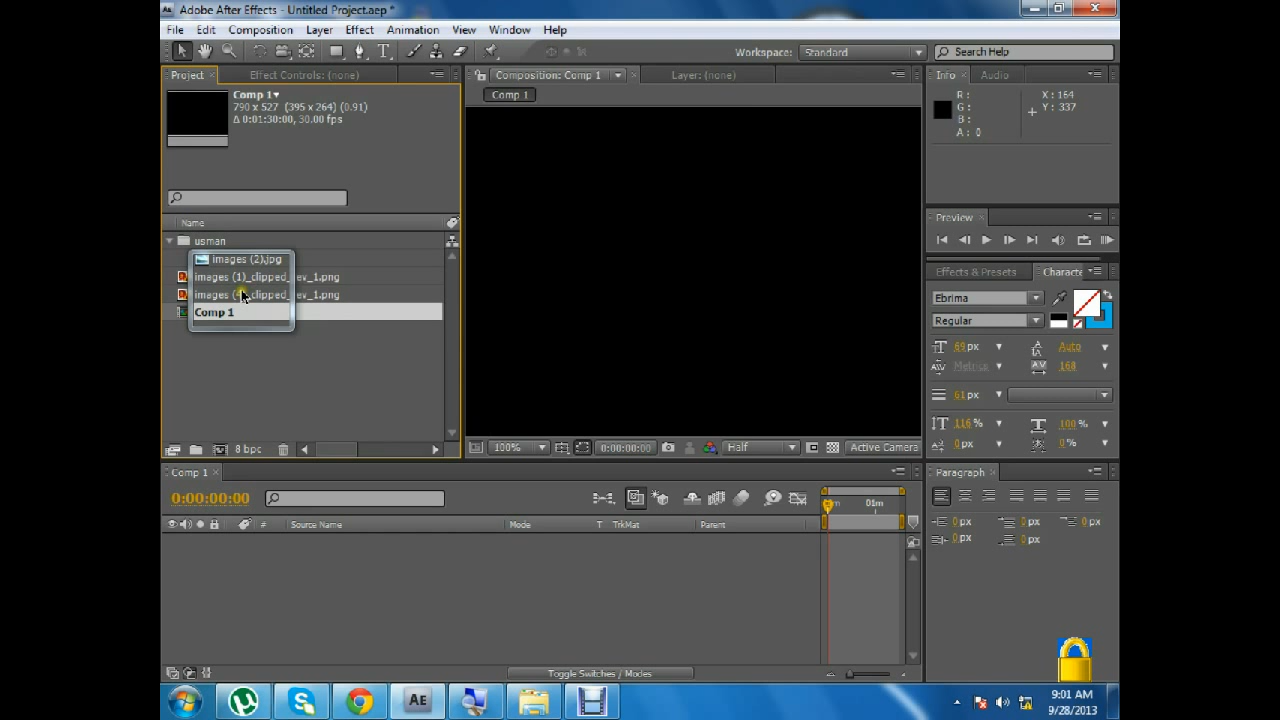 Adobe After Effects - Untitled Project.aep *
File Edit Composition Layer Effect Animation View Window Help
Workspace: Standard Search Help
Project Effect Controls: (none) Composition: Comp 1 Layer: (none) Info Audio
Comp 1
790 x 527 (395 x 264) (0.91)
Δ 0:01:30:00, 30.00 fps
Comp 1
R :
G :
B :
A : 0
X : 164
Y : 337
Preview
Name
usman
images (2).jpg
images (1)_clipped_
ev_1.png
images (
_clipped_
ev_1.png
Comp 1
Effects & Presets Characte
Ebrima
Regular
69 px Auto
Metrics 168
61 px
116 % 100 %
0 px 0 %
8 bpc
100% 0:00:00:00 Half Active Camera
Comp 1
Paragraph
0:00:00:00
01m
# Source Name Mode T TrkMat Parent
0 px 0 px 0 px
0 px 0 px
Toggle Switches / Modes
AE
9:01 AM
9/28/2013